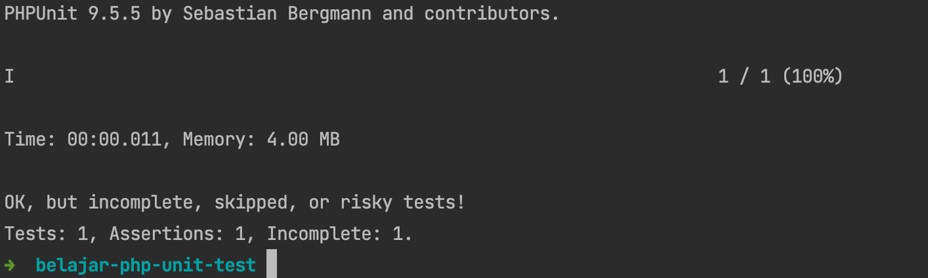 PHPUnit 9.5.5 by Sebastian Bergmann and contributors.
I 1 / 1 (100%)
Time: 00:00.011, Memory: 4.00 MB
OK, but incomplete, skipped, or risky tests!
Tests: 1, Assertions: 1, Incomplete: 1.
➜ belajar-php-unit-test